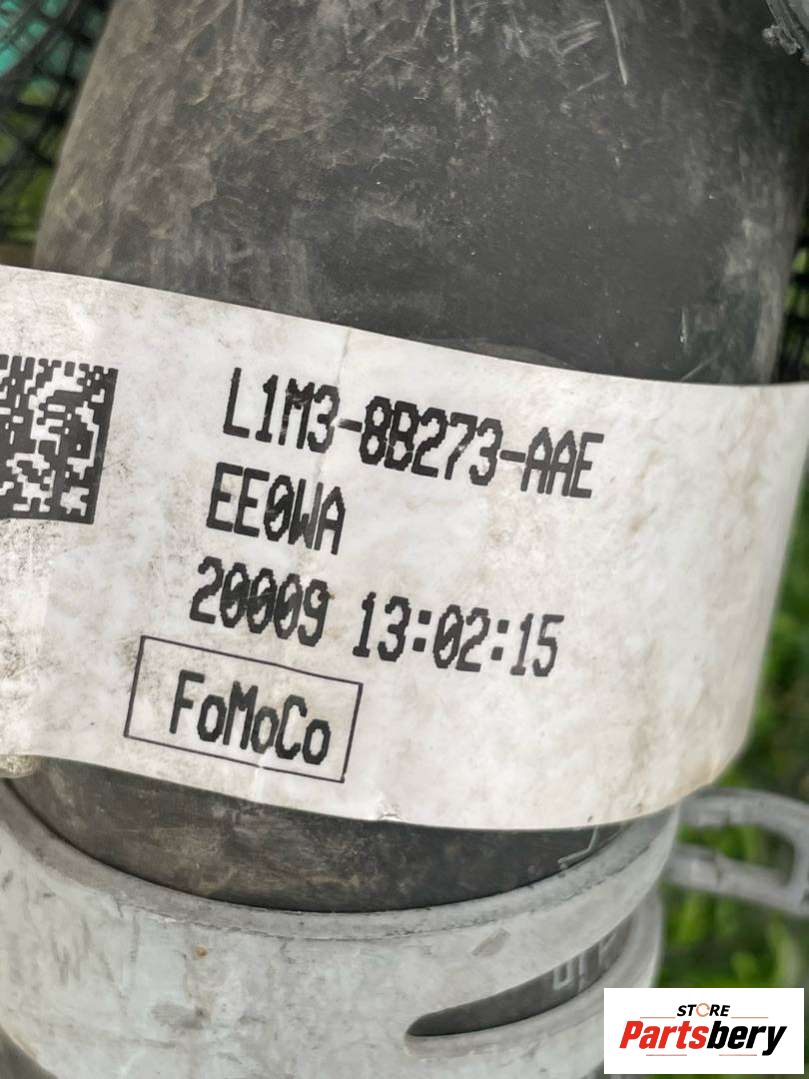 L1M3-8B273-AAE
EE0WA
20009 13:02:15
FoMoCo
STORE
Partsbery